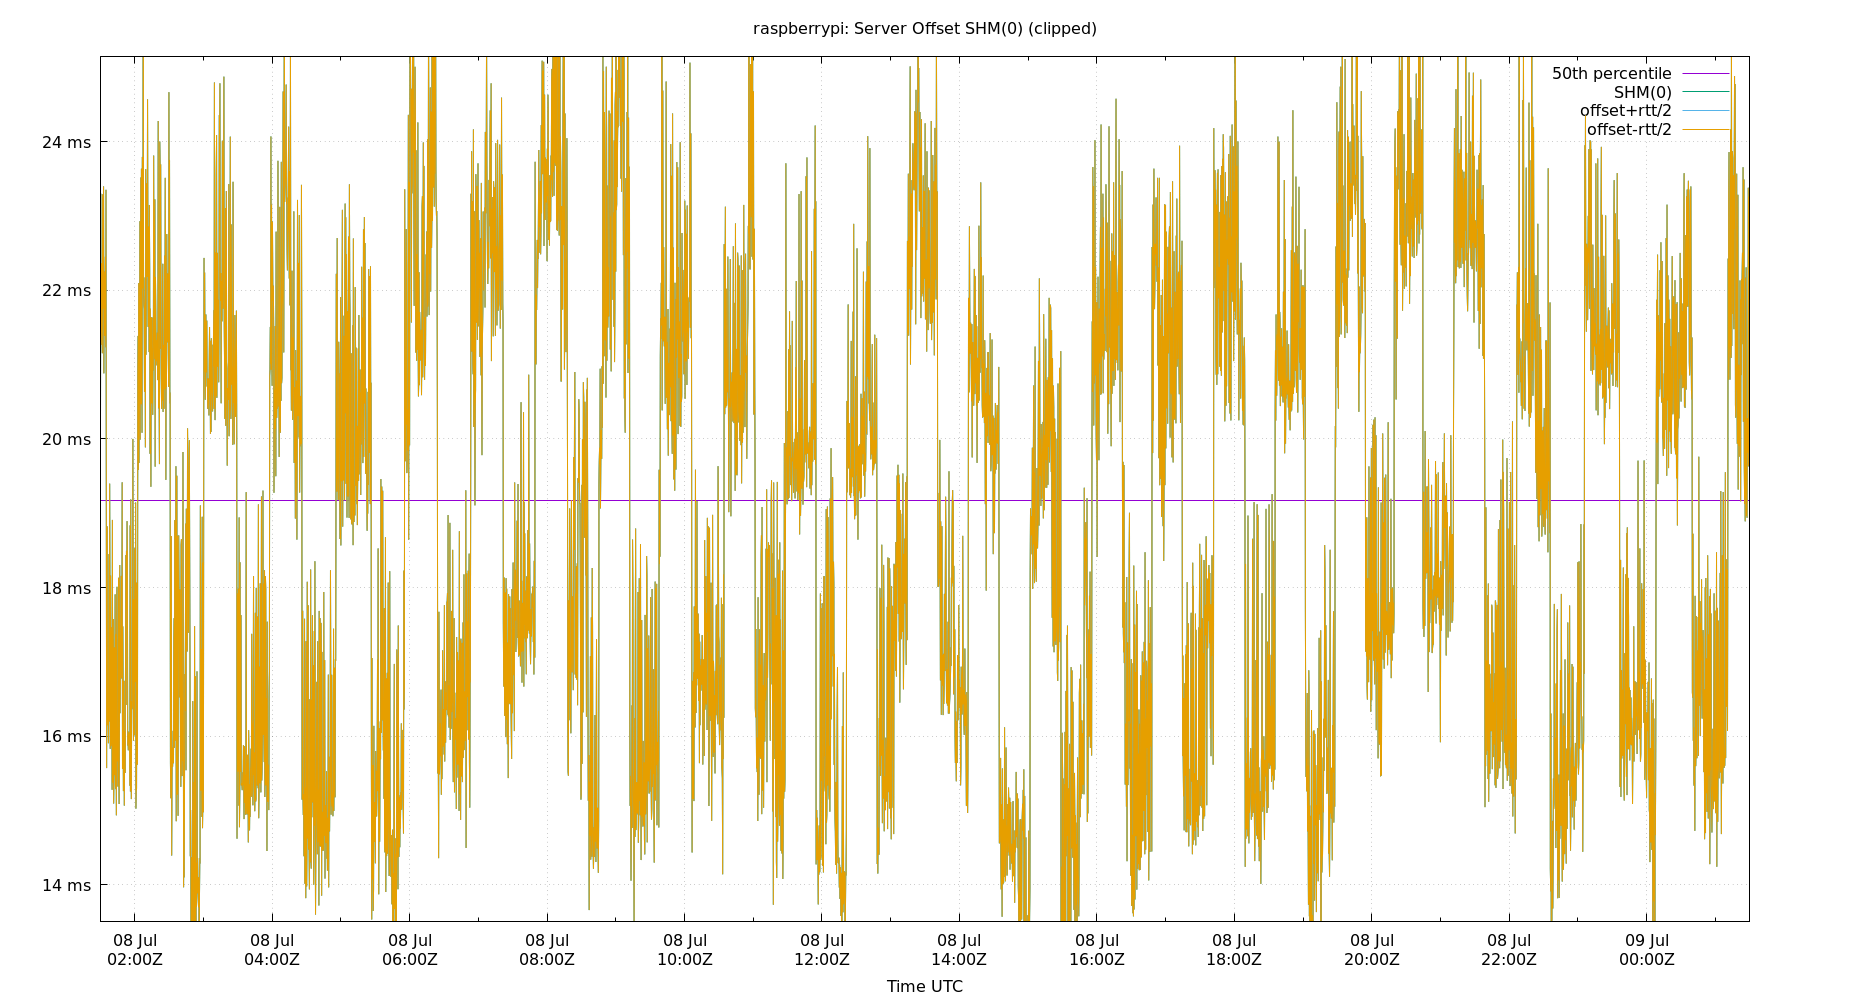 raspberrypi: Server Offset SHM(0) (clipped)
50th percentile
SHM(0)
offset+rtt/2
offset-rtt/2
24 ms
22 ms
20 ms
18 ms
16 ms
14 ms
08 Jul 08 Jul 08 Jul 08 Jul 08 Jul 08 Jul 08 Jul 08 Jul 08 Jul 08 Jul 08 Jul 09 Jul
02:00Z 04:00Z 06:00Z 08:00Z 10:00Z 12:00Z 14:00Z 16:00Z 18:00Z 20:00Z 22:00Z 00:00Z
Time UTC